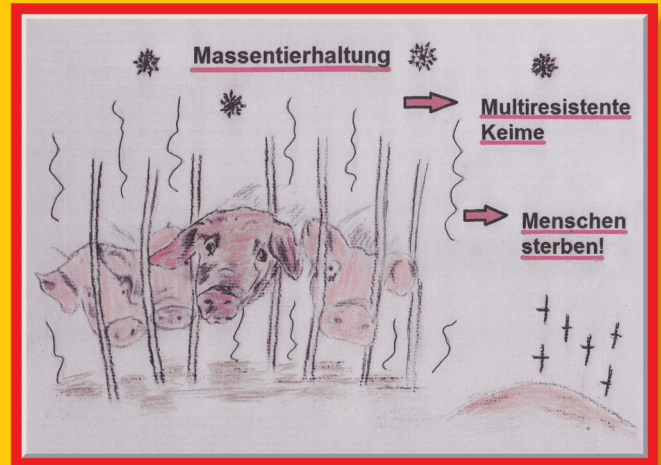 Massentierhaltung
Multiresistente
Keime
Menschen
sterben!